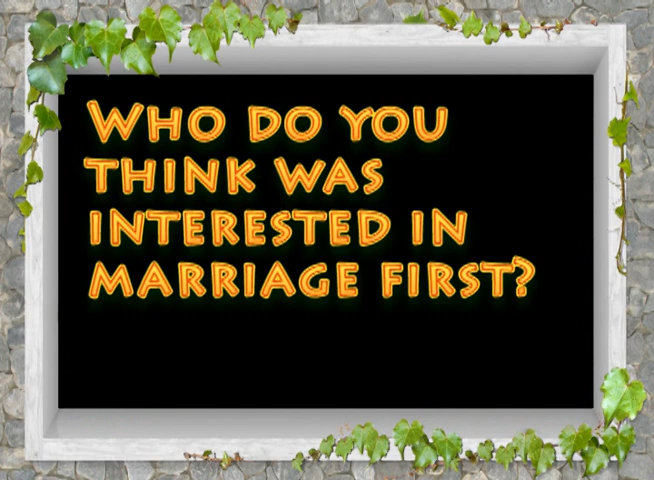 Who do you
think was
interested in
marriage first?